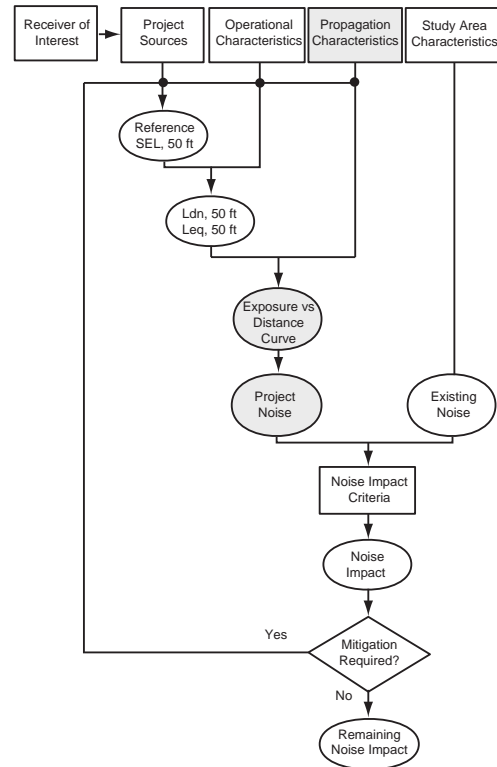 Receiver of
Interest
Project
Sources
Operational
Characteristics
Propagation
Characteristics
Study Area
Characteristics
Reference
SEL, 50 ft
Ldn, 50 ft
Leq, 50 ft
Exposure vs
Distance
Curve
Project
Noise
Existing
Noise
Noise Impact
Criteria
Noise
Impact
Yes
Mitigation
Required?
No
Remaining
Noise Impact